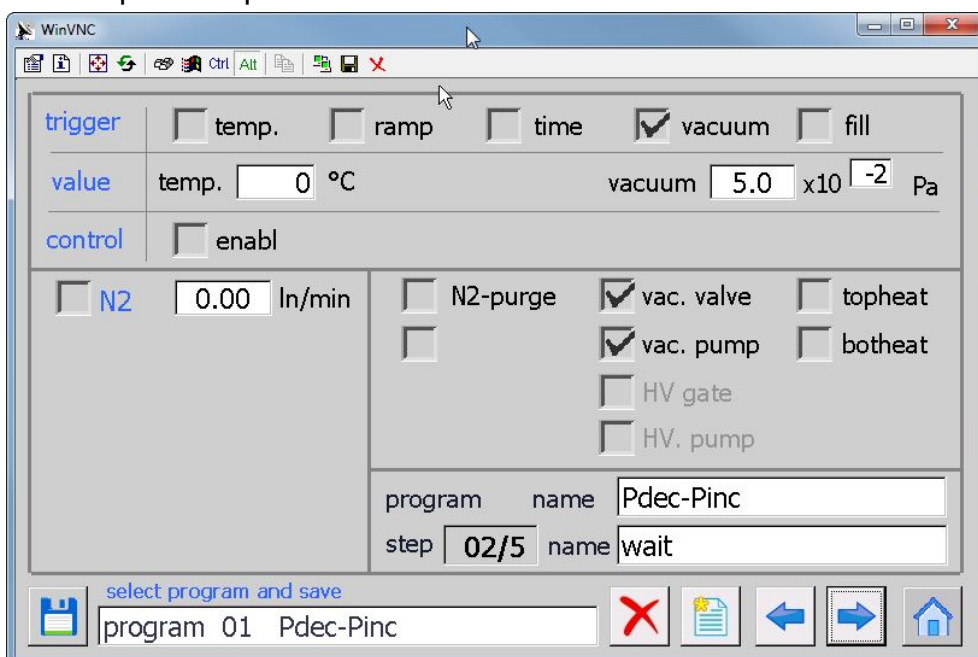 WinVNC
Ctrl Alt
trigger temp. ramp time vacuum fill
value temp. 0 °C vacuum 5.0 x10 -2 Pa
control enabl
N2 0.00 ln/min N2-purge vac. valve topheat
vac. pump botheat
HV gate
HV. pump
program name Pdec-Pinc
step 02/5 name wait
select program and save
program 01 Pdec-Pinc